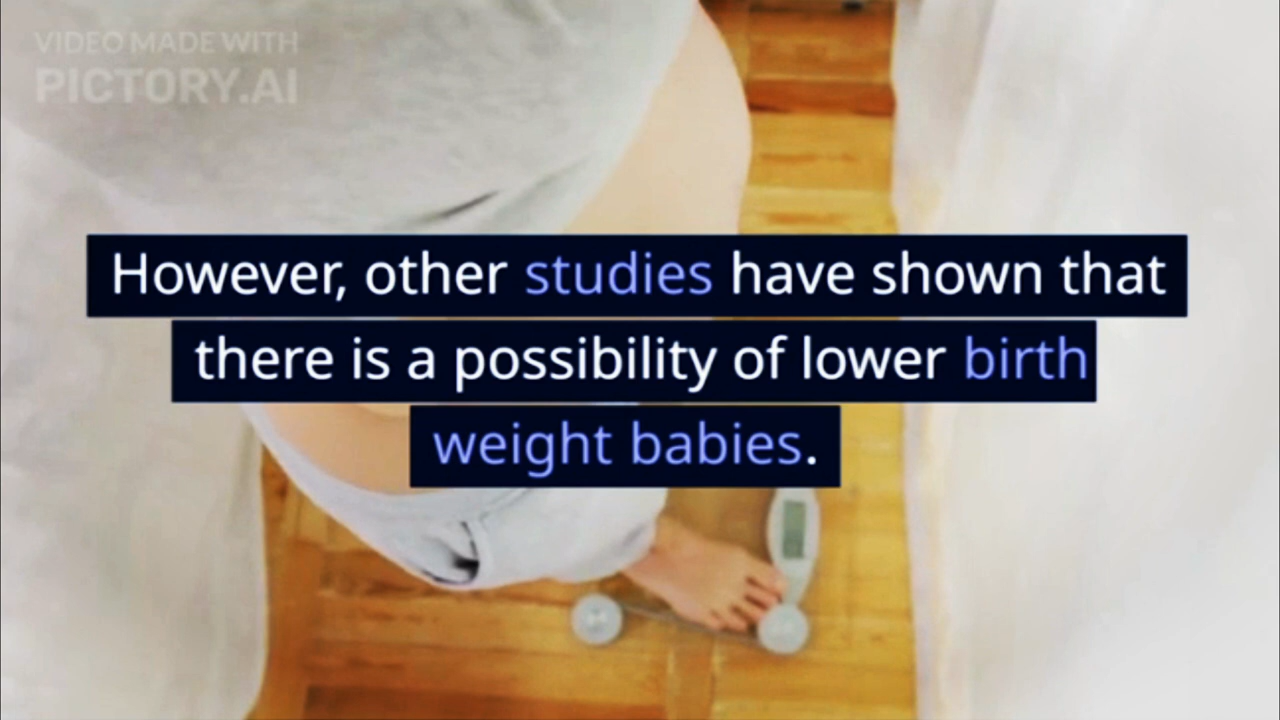 VIDEO MADE WITH
PICTORY.AI
However, other studies have shown that
there is a possibility of lower birth
weight babies.